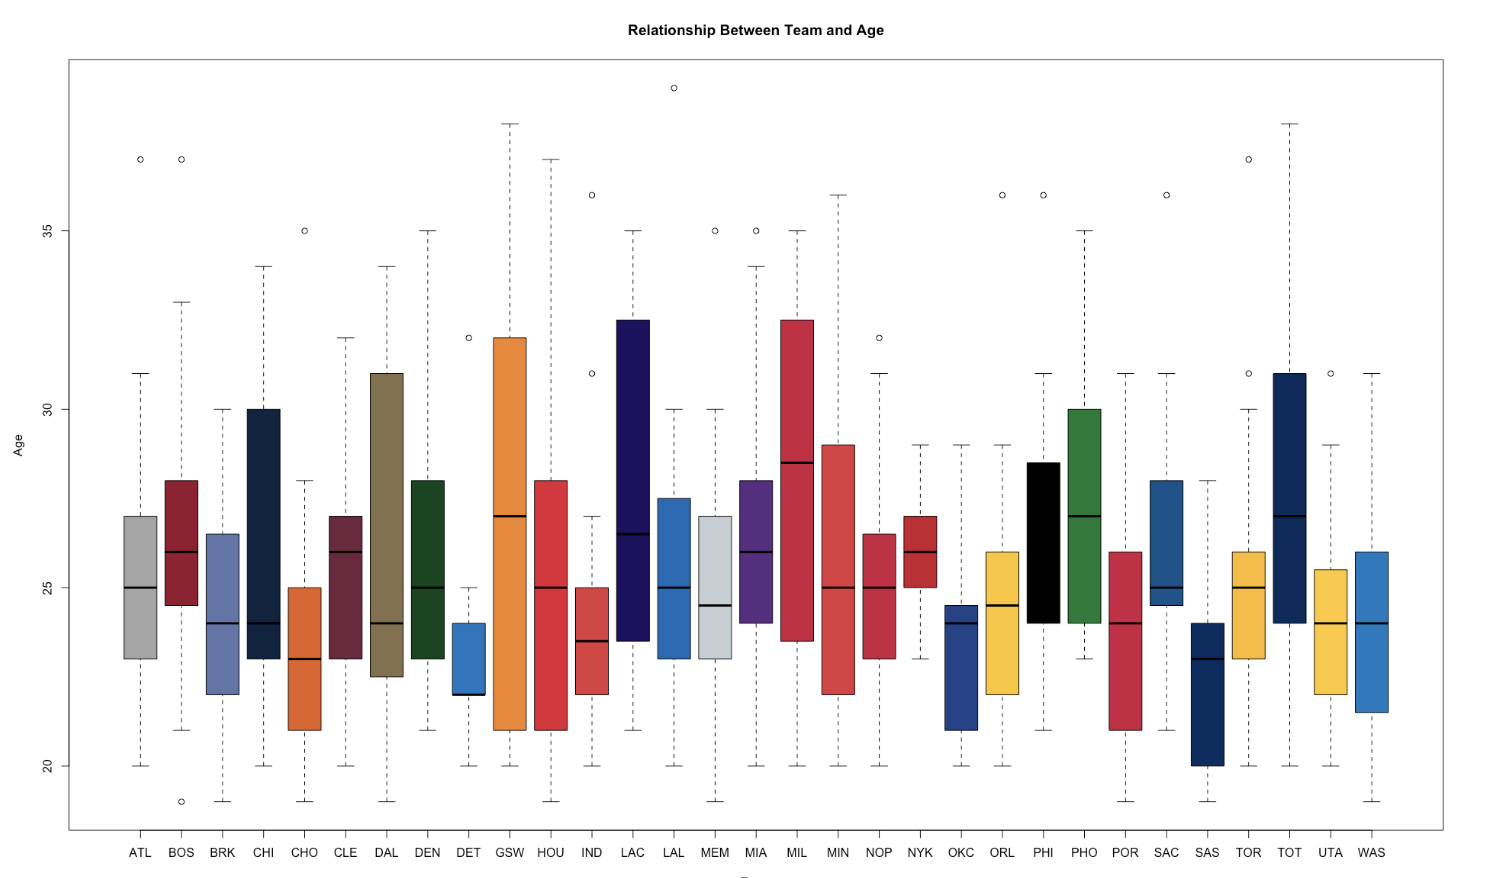 Relationship Between Team and Age
Age
35
30
25
20
ATL BOS BRK CHI CHO CLE DAL DEN DET GSW HOU IND LAC LAL MEM MIA MIL MIN NOP NYK OKC ORL PHI PHO POR SAC SAS TOR TOT UTA WAS